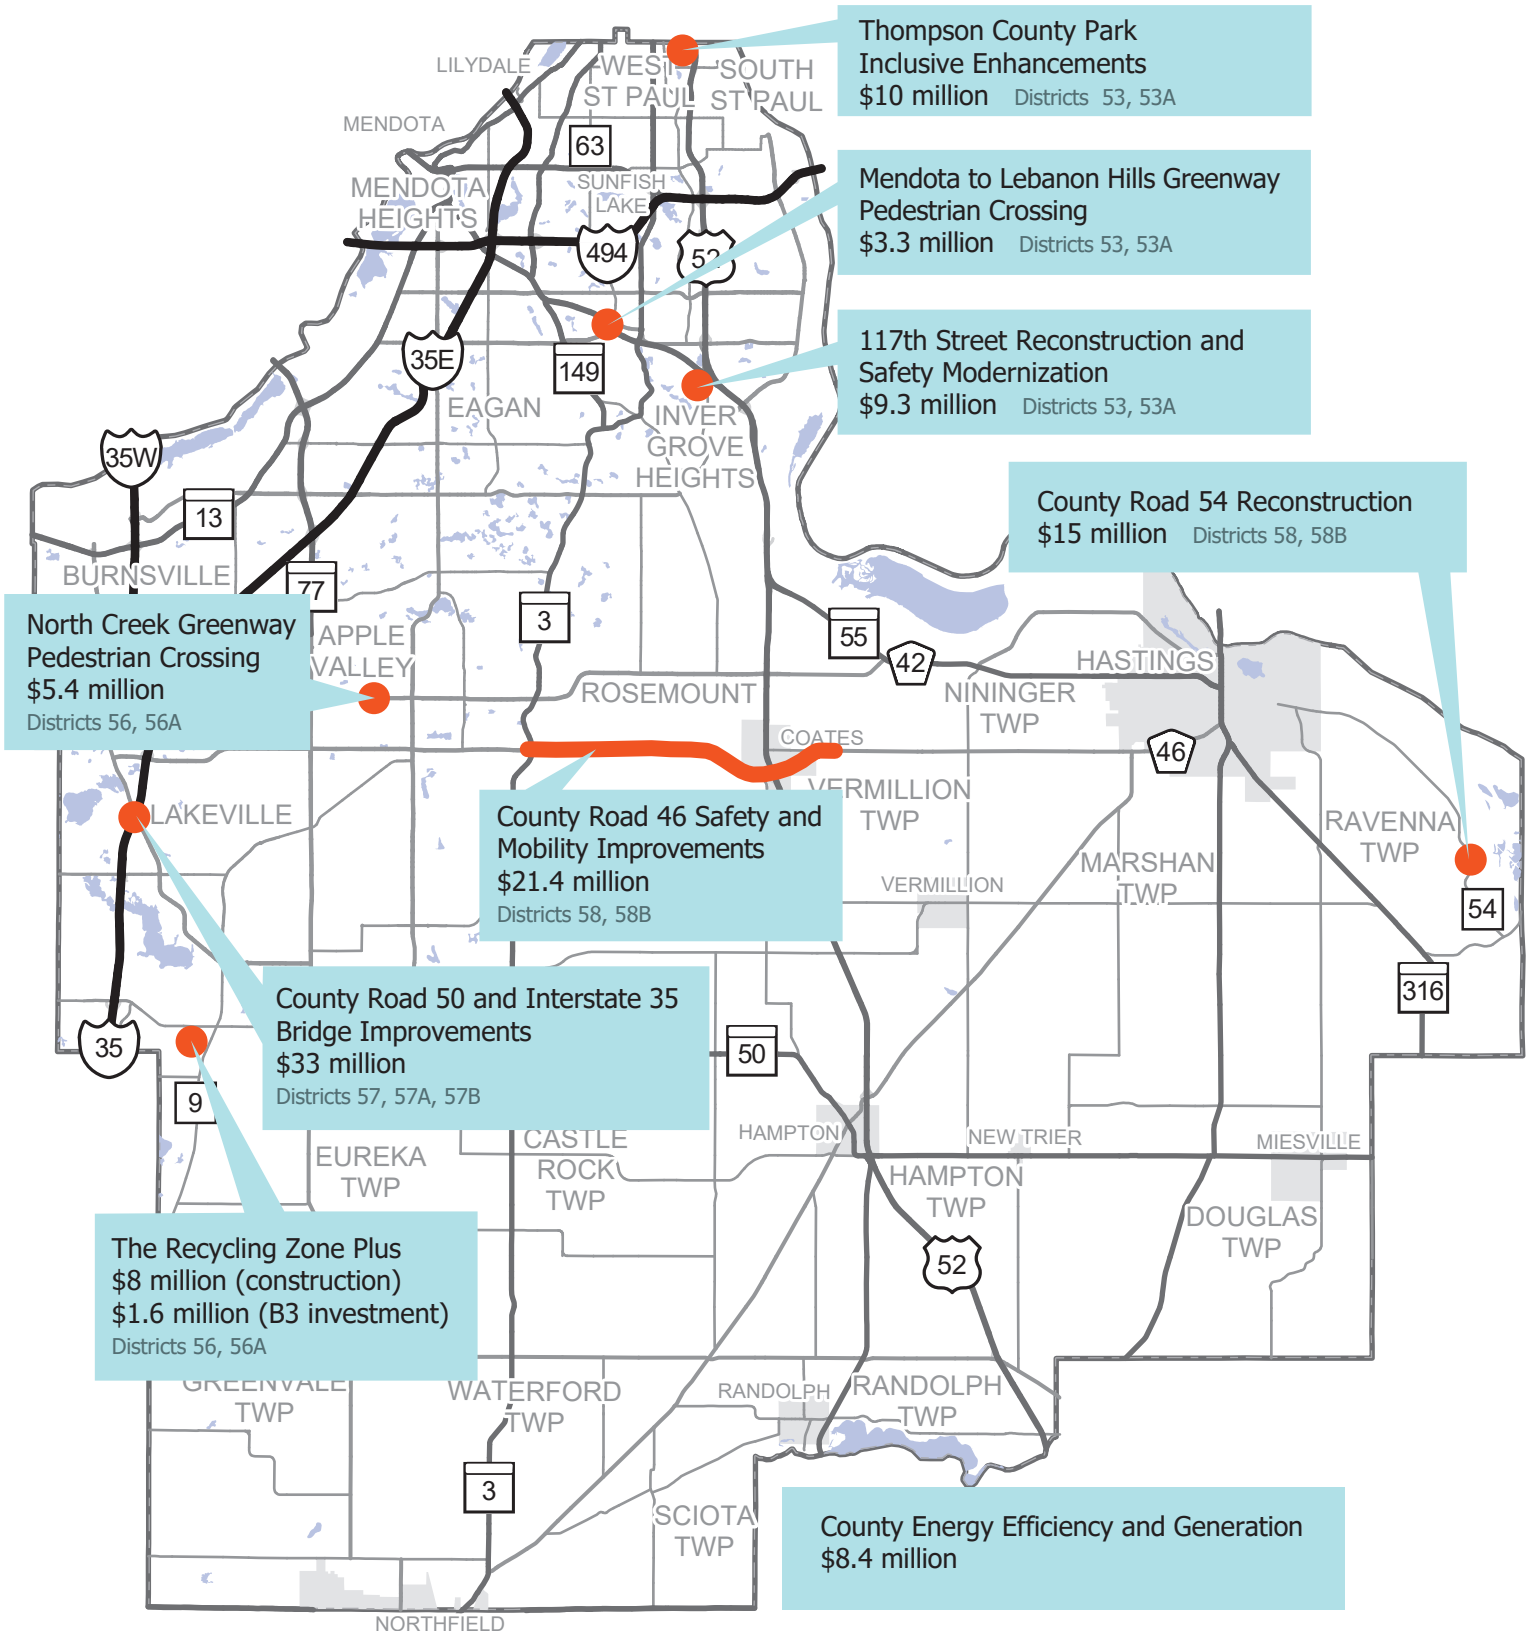 Thompson County Park
Inclusive Enhancements
$10 million Districts 53, 53A
LILYDALE
WEST
ST PAUL
SOUTH
ST PAUL
MENDOTA
63
Mendota to Lebanon Hills Greenway
Pedestrian Crossing
$3.3 million Districts 53, 53A
MENDOTA
HEIGHTS
SUNFISH
LAKE
494
52
117th Street Reconstruction and
Safety Modernization
$9.3 million Districts 53, 53A
35E
149
EAGAN
INVER
GROVE
HEIGHTS
35W
13
County Road 54 Reconstruction
$15 million Districts 58, 58B
BURNSVILLE
77
North Creek Greenway
Pedestrian Crossing
$5.4 million
Districts 56, 56A
APPLE
VALLEY
3
55
42
ROSEMOUNT
NININGER
TWP
HASTINGS
COATES
46
VERMILLION
TWP
LAKEVILLE
County Road 46 Safety and
Mobility Improvements
$21.4 million
Districts 58, 58B
RAVENNA
TWP
MARSHAN
TWP
VERMILLION
54
316
County Road 50 and Interstate 35
Bridge Improvements
$33 million
Districts 57, 57A, 57B
35
50
9
CASTLE
ROCK
TWP
HAMPTON
NEW TRIER
MIESVILLE
EUREKA
TWP
HAMPTON
TWP
DOUGLAS
TWP
The Recycling Zone Plus
$8 million (construction)
$1.6 million (B3 investment)
Districts 56, 56A
52
GREENVALE
TWP
WATERFORD
TWP
RANDOLPH
RANDOLPH
TWP
3
SCIOTA
TWP
County Energy Efficiency and Generation
$8.4 million
NORTHFIELD